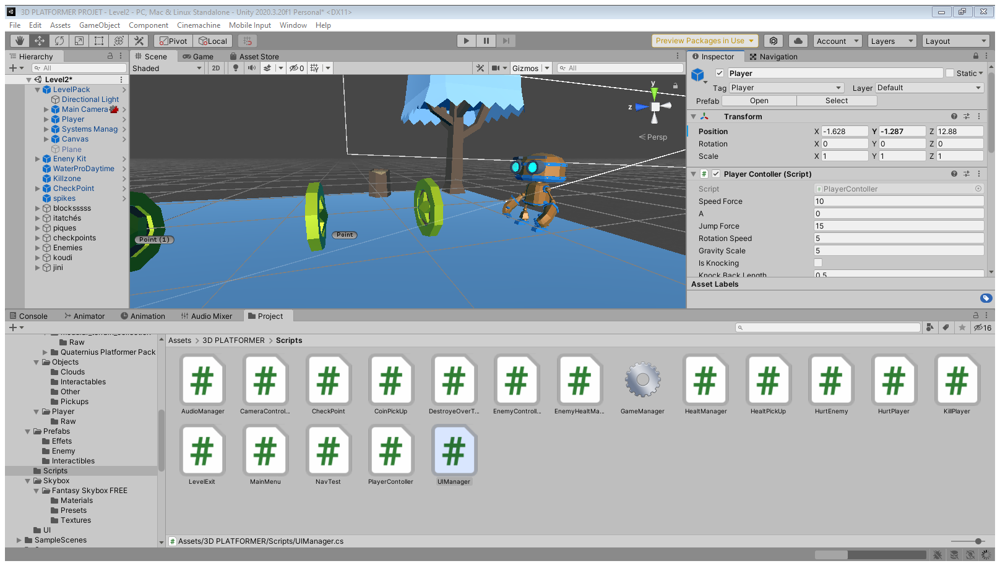 3D PLATFORMER PROJET - Level2 - PC, Mac & Linux Standalone - Unity 2020.3.20f1 Personal* <DX11>
File Edit Assets GameObject Component Cinemachine Mobile Input Window Help
Pivot Local Preview Packages in Use Account Layers Layout
Hierarchy
All
Level2*
LevelPack
Directional Light
Main Camera
Player
Systems Manag
Canvas
Plane
Eneny Kit
WaterProDaytime
Killzone
CheckPoint
spikes
blocksssss
itatchés
piques
checkpoints
Enemies
koudi
jini
Scene Game Asset Store
Shaded 2D 0 Gizmos All
y
z
Persp
Point (1)
Point
Inspector Navigation
Player Static
Tag Player Layer Default
Prefab Open Select
Transform
Position X -1.628 Y -1.287 Z 12.88
Rotation X 0 Y 0 Z 0
Scale X 1 Y 1 Z 1
# Player Contoller (Script)
Script PlayerContoller
Speed Force 10
A 0
Jump Force 15
Rotation Speed 5
Gravity Scale 5
Is Knocking
Knock Back Length 0.5
Asset Labels
Console Animator Animation Audio Mixer Project
16
modular_terrain_collection
Raw
Quaternius Platformer Pack
Objects
Clouds
Interactables
Other
Pickups
Player
Raw
Prefabs
Effets
Enemy
Interactibles
Scripts
Skybox
Fantasy Skybox FREE
Materials
Presets
Textures
UI
SampleScenes
Assets > 3D PLATFORMER > Scripts
AudioManager CameraControl... CheckPoint CoinPickUp DestroyeOverT... EnemyControll... EnemyHealtMa... GameManager HealtManager HealtPickUp HurtEnemy HurtPlayer KillPlayer
LevelExit MainMenu NavTest PlayerContoller UIManager
Assets/3D PLATFORMER/Scripts/UIManager.cs